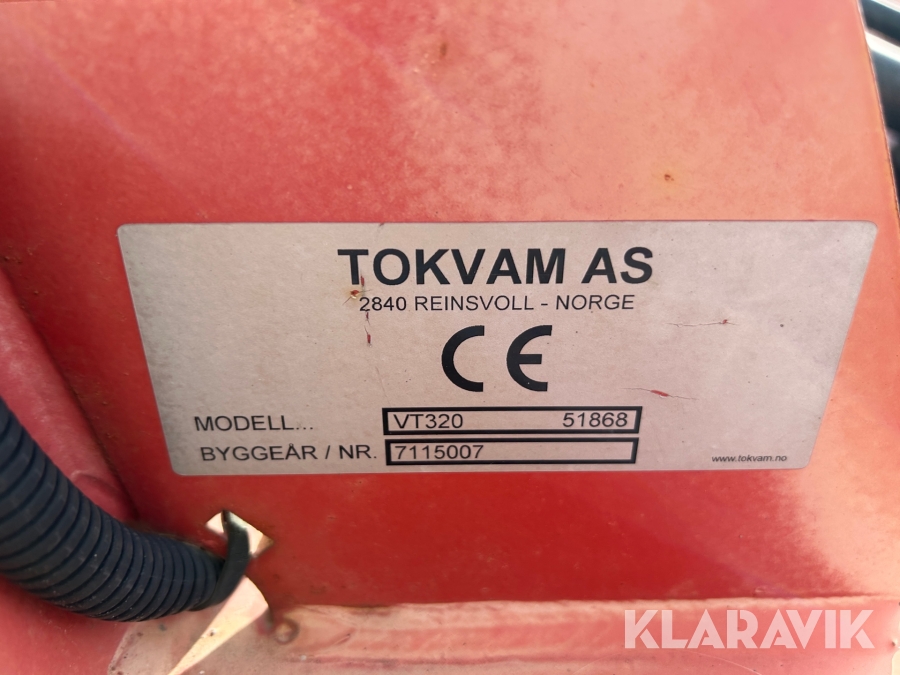 TOKVAM AS
2840 REINSVOLL - NORGE
CE
MODELL... VT320 51868
BYGGEÅR / NR. 7115007
www.tokvam.no
KLARAVIK